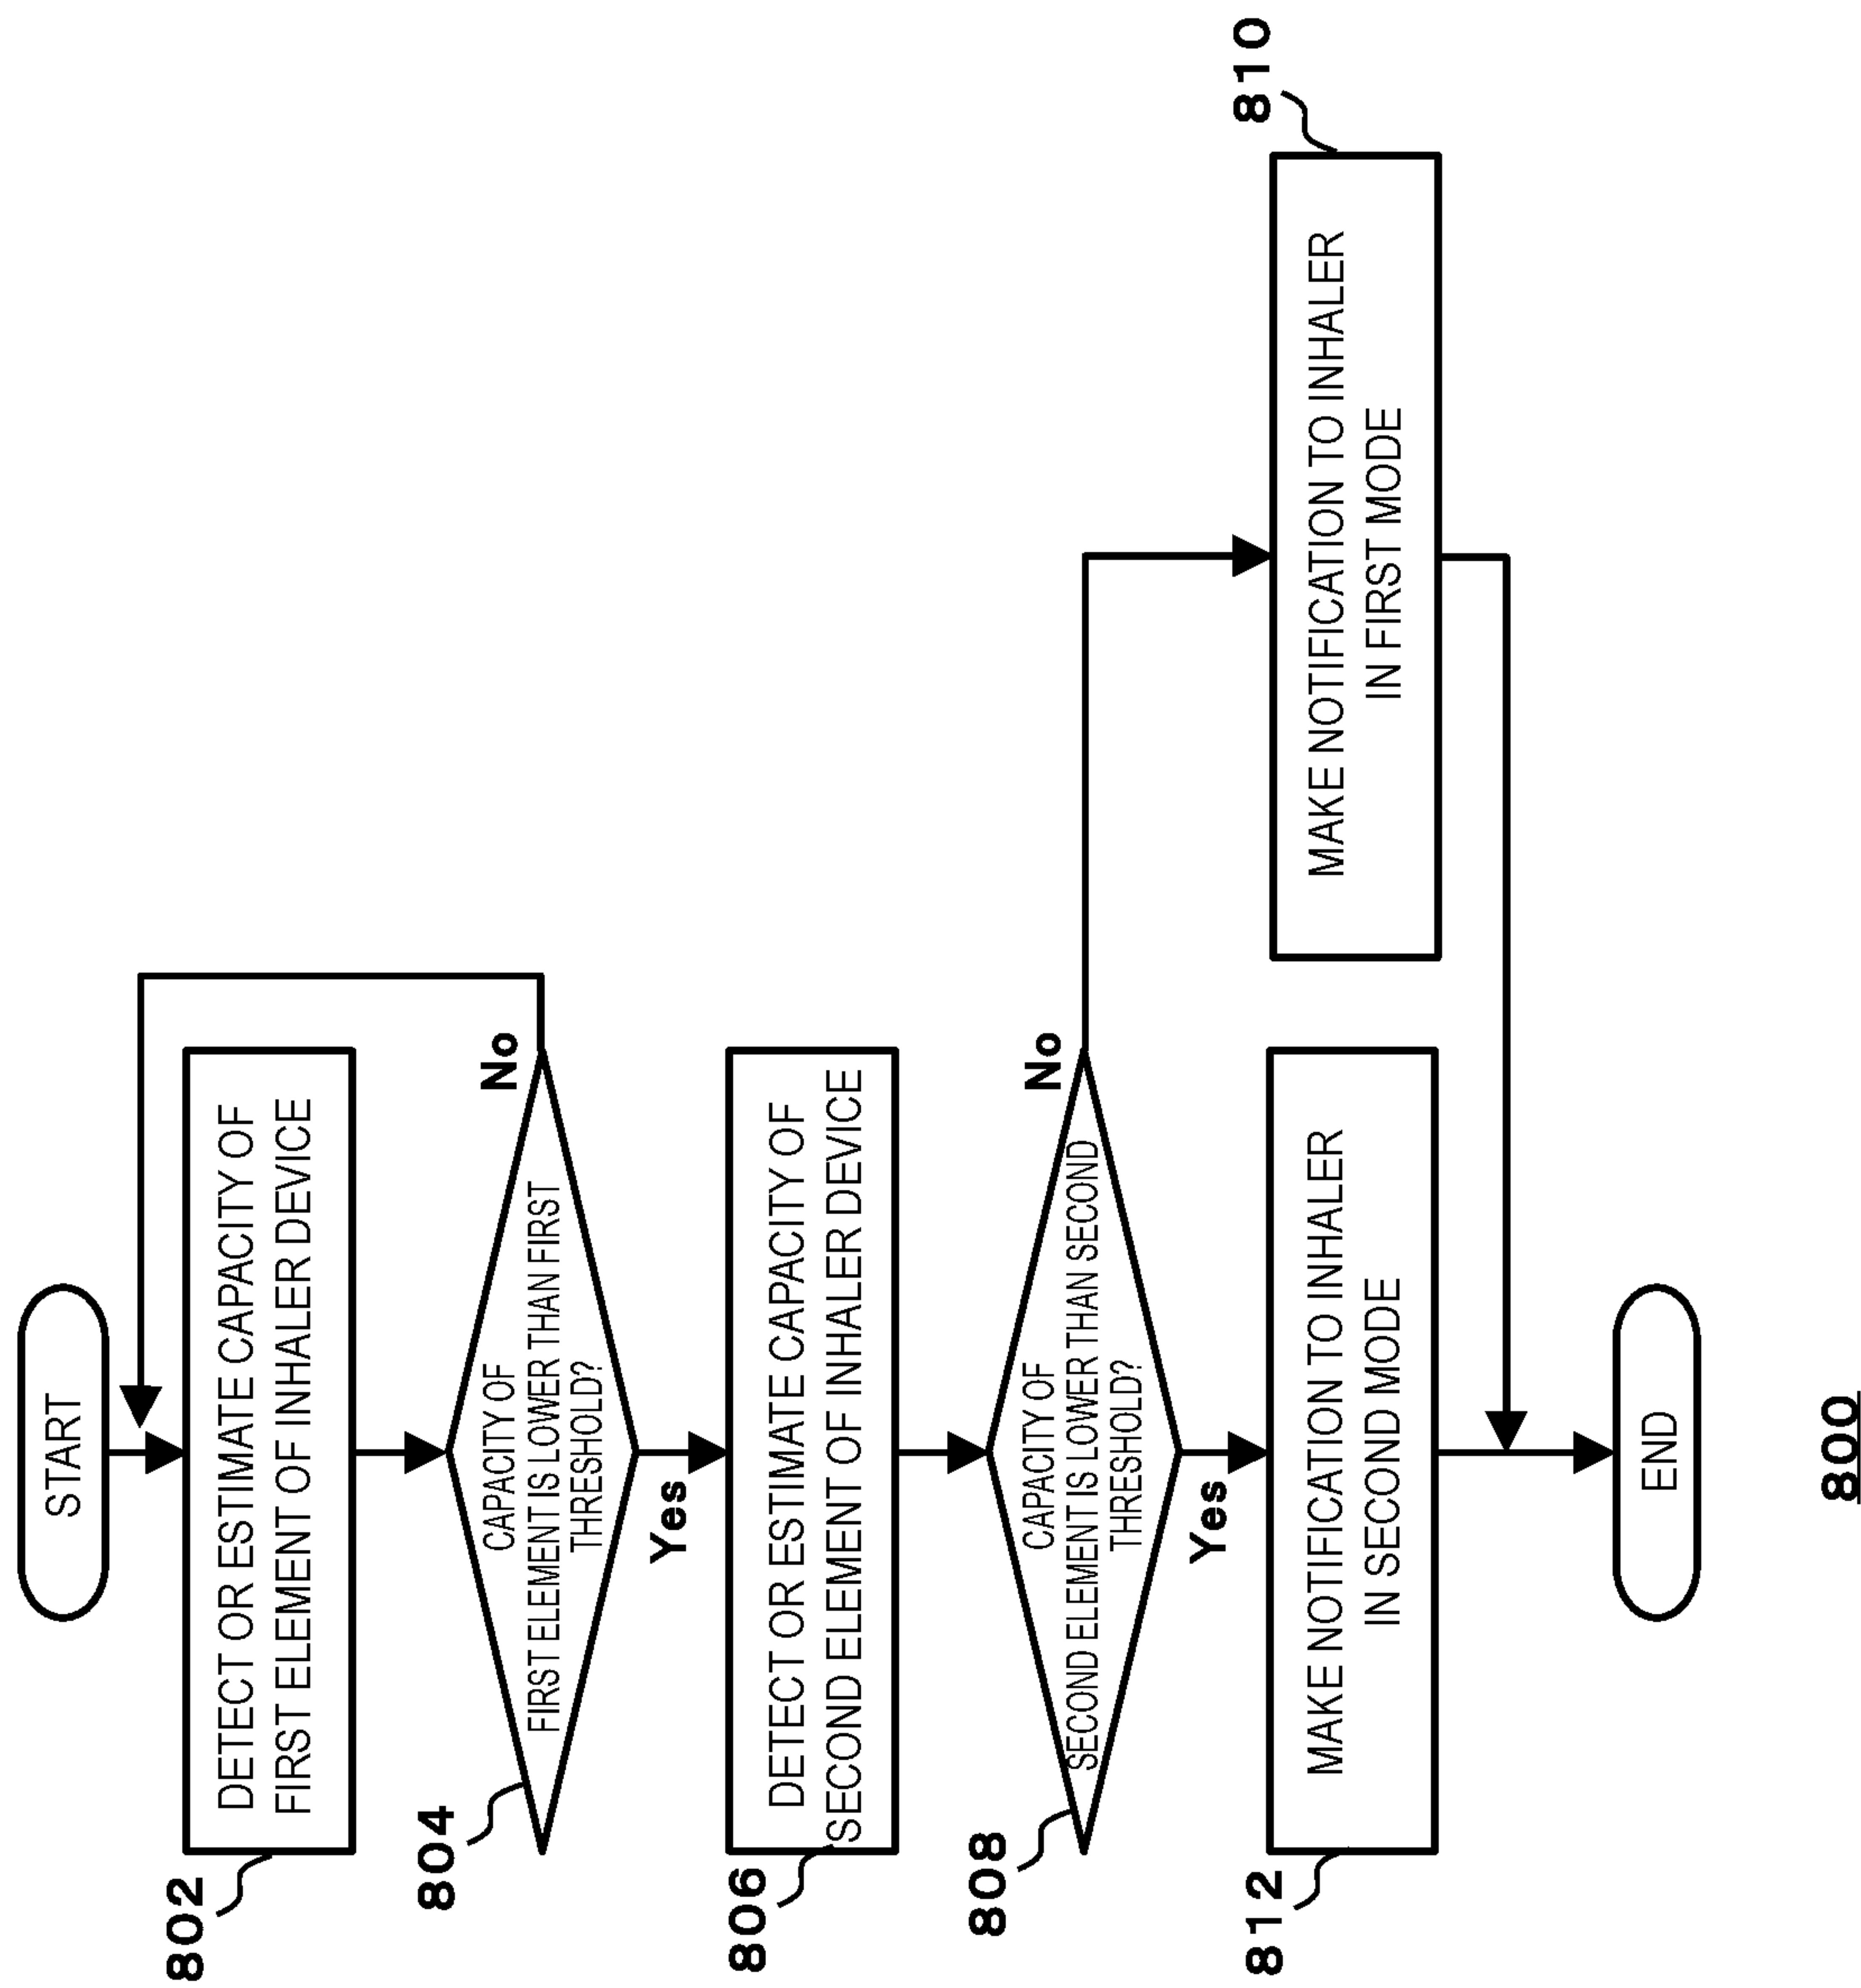 START
802
DETECT OR ESTIMATE CAPACITY OF
FIRST ELEMENT OF INHALER DEVICE
804
CAPACITY OF
FIRST ELEMENT IS LOWER THAN FIRST
THRESHOLD?
No
Yes
806
DETECT OR ESTIMATE CAPACITY OF
SECOND ELEMENT OF INHALER DEVICE
808
CAPACITY OF
SECOND ELEMENT IS LOWER THAN SECOND
THRESHOLD?
No
Yes
812
MAKE NOTIFICATION TO INHALER
IN SECOND MODE
810
MAKE NOTIFICATION TO INHALER
IN FIRST MODE
END
800